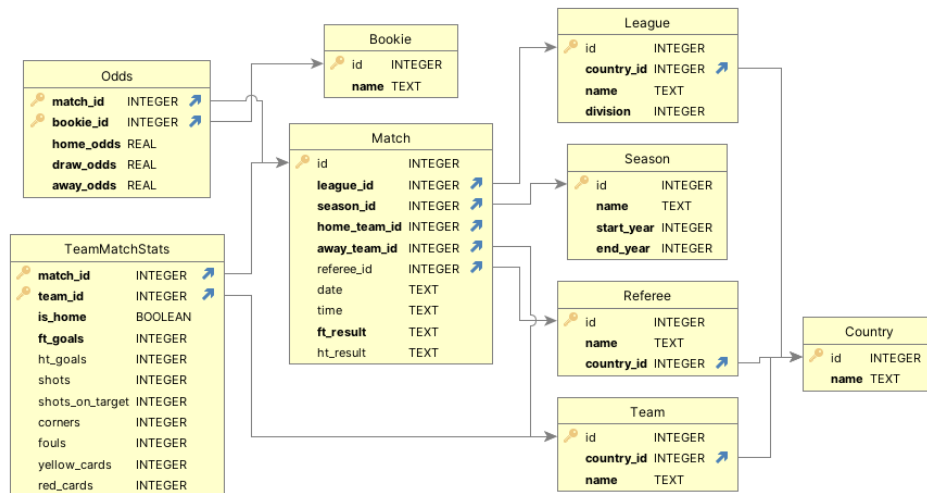 Odds
match_id INTEGER
bookie_id INTEGER
home_odds REAL
draw_odds REAL
away_odds REAL
TeamMatchStats
match_id INTEGER
team_id INTEGER
is_home BOOLEAN
ft_goals INTEGER
ht_goals INTEGER
shots INTEGER
shots_on_target INTEGER
corners INTEGER
fouls INTEGER
yellow_cards INTEGER
red_cards INTEGER
Bookie
id INTEGER
name TEXT
Match
id INTEGER
league_id INTEGER
season_id INTEGER
home_team_id INTEGER
away_team_id INTEGER
referee_id INTEGER
date TEXT
time TEXT
ft_result TEXT
ht_result TEXT
League
id INTEGER
country_id INTEGER
name TEXT
division INTEGER
Season
id INTEGER
name TEXT
start_year INTEGER
end_year INTEGER
Referee
id INTEGER
name TEXT
country_id INTEGER
Team
id INTEGER
country_id INTEGER
name TEXT
Country
id INTEGER
name TEXT